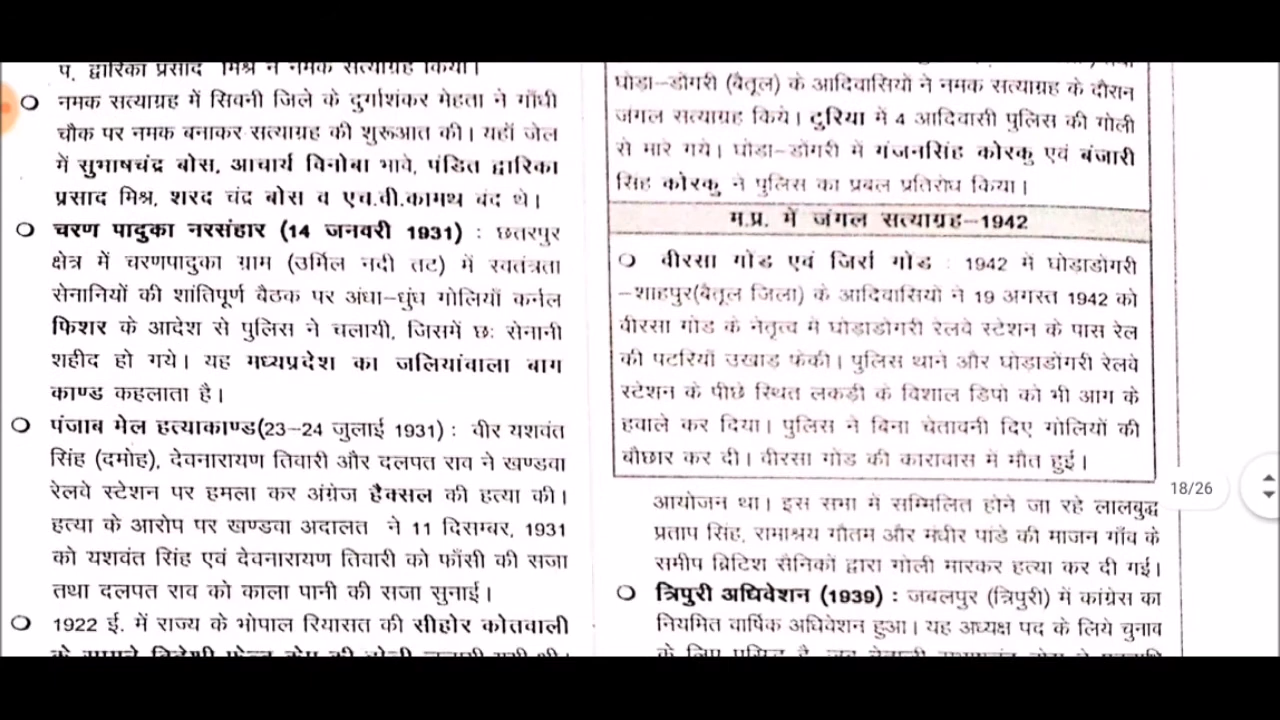 प. द्वारिका प्रसाद मिश्र ने नमक सत्याग्रह किया।
O नमक सत्याग्रह में सिवनी जिले के दुर्गाशंकर मेहता ने गाँधी
चौक पर नमक बनाकर सत्याग्रह की शुरूआत की। यहाँ जेल
में सुभाषचंद्र बोस, आचार्य विनोबा भावे, पंडित द्वारिका
प्रसाद मिश्र, शरद चंद्र बोस व एच.वी.कामथ बंद थे।
O चरण पादुका नरसंहार (14 जनवरी 1931) : छतरपुर
क्षेत्र में चरणपादुका ग्राम (उर्मिल नदी तट) में स्वतंत्रता
सेनानियों की शांतिपूर्ण बैठक पर अंधा-धुंध गोलियाँ कर्नल
फिशर के आदेश से पुलिस ने चलायी, जिसमें छः सेनानी
शहीद हो गये। यह मध्यप्रदेश का जलियांवाला बाग
काण्ड कहलाता है।
O पंजाब मेल हत्याकाण्ड(23-24 जुलाई 1931) : वीर यशवंत
सिंह (दमोह), देवनारायण तिवारी और दलपत राव ने खण्डवा
रेलवे स्टेशन पर हमला कर अंग्रेज हैक्सल की हत्या की।
हत्या के आरोप पर खण्डवा अदालत ने 11 दिसम्बर, 1931
को यशवंत सिंह एवं देवनारायण तिवारी को फाँसी की सजा
तथा दलपत राव को काला पानी की सजा सुनाई।
O 1922 ई. में राज्य के भोपाल रियासत की सीहोर कोतवाली
के सामने विदेशी फेल्ट केप की होली जलायी गयी थी।
घोड़ा-डोंगरी (बैतूल) के आदिवासियों ने नमक सत्याग्रह के दौरान
जंगल सत्याग्रह किये। टुरिया में 4 आदिवासी पुलिस की गोली
से मारे गये। घोड़ा-डोंगरी में गंजनसिंह कोरकु एवं बंजारी
सिंह कोरकु ने पुलिस का प्रबल प्रतिरोध किया।
म.प्र. में जंगल सत्याग्रह-1942
O वीरसा गोंड एवं जिर्रा गोंड : 1942 में घोड़ाडोंगरी
-शाहपुर(बैतूल जिला) के आदिवासियों ने 19 अगस्त 1942 को
वीरसा गोंड के नेतृत्व में घोड़ाडोंगरी रेलवे स्टेशन के पास रेल
की पटरियाँ उखाड़ फेंकी। पुलिस थाने और घोड़ाडोंगरी रेलवे
स्टेशन के पीछे स्थित लकड़ी के विशाल डिपो को भी आग के
हवाले कर दिया। पुलिस ने बिना चेतावनी दिए गोलियों की
बौछार कर दी। वीरसा गोंड की कारावास में मौत हुई।
18/26
आयोजन था। इस सभा में सम्मिलित होने जा रहे लालबुद्ध
प्रताप सिंह, रामाश्रय गौतम और मंधीर पांडे की माजन गाँव के
समीप ब्रिटिश सैनिकों द्वारा गोली मारकर हत्या कर दी गई।
O त्रिपुरी अधिवेशन (1939) : जबलपुर (त्रिपुरी) में कांग्रेस का
नियमित वार्षिक अधिवेशन हुआ। यह अध्यक्ष पद के लिये चुनाव
के लिए प्रसिद्ध है